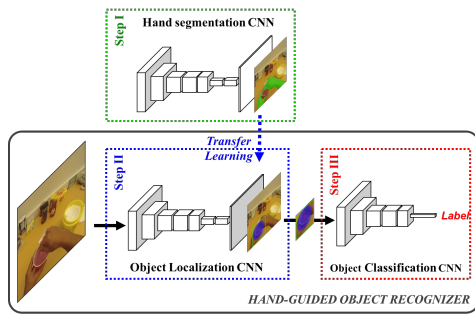 Step I
Hand segmentation CNN
Transfer
Learning
Step II
Object Localization CNN
Step III
Label
Object Classification CNN
HAND-GUIDED OBJECT RECOGNIZER